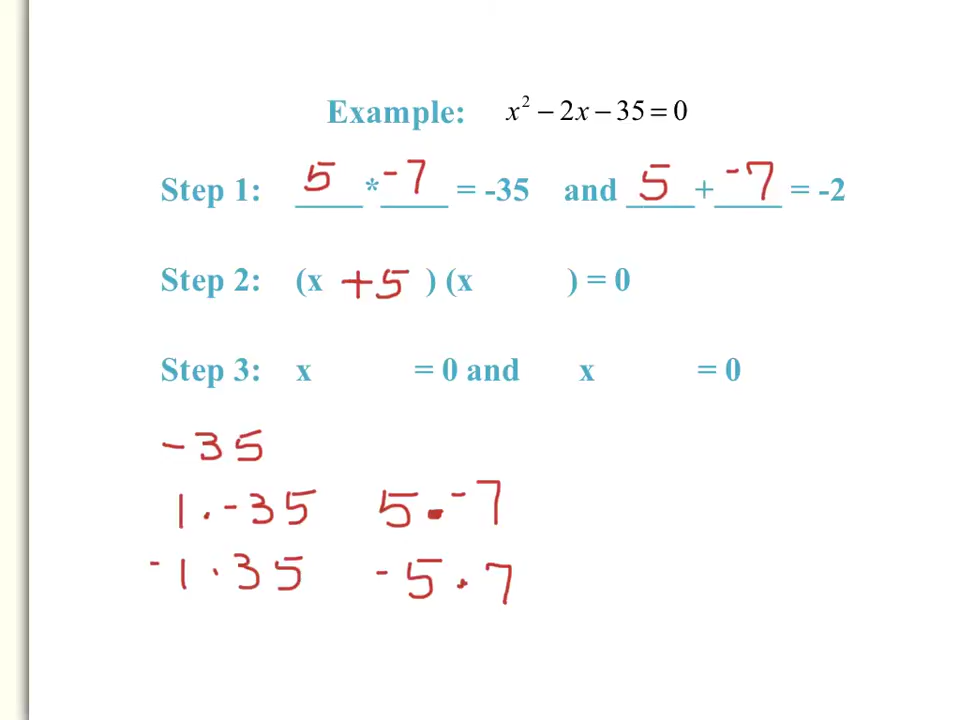 Example: x² − 2x − 35 = 0
Step 1: 5 * -7 = -35 and 5 + -7 = -2
Step 2: (x +5 ) (x ) = 0
Step 3: x = 0 and x = 0
-35
1 · -35 5 · -7
-1 · 35 -5 · 7